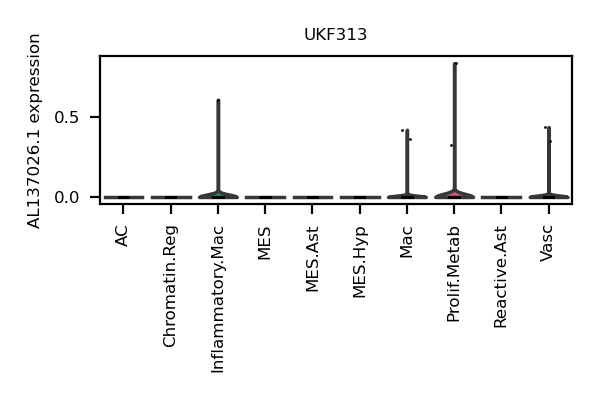 UKF313
AL137026.1 expression
0.5
0.0
AC
Chromatin.Reg
Inflammatory.Mac
MES
MES.Ast
MES.Hyp
Mac
Prolif.Metab
Reactive.Ast
Vasc